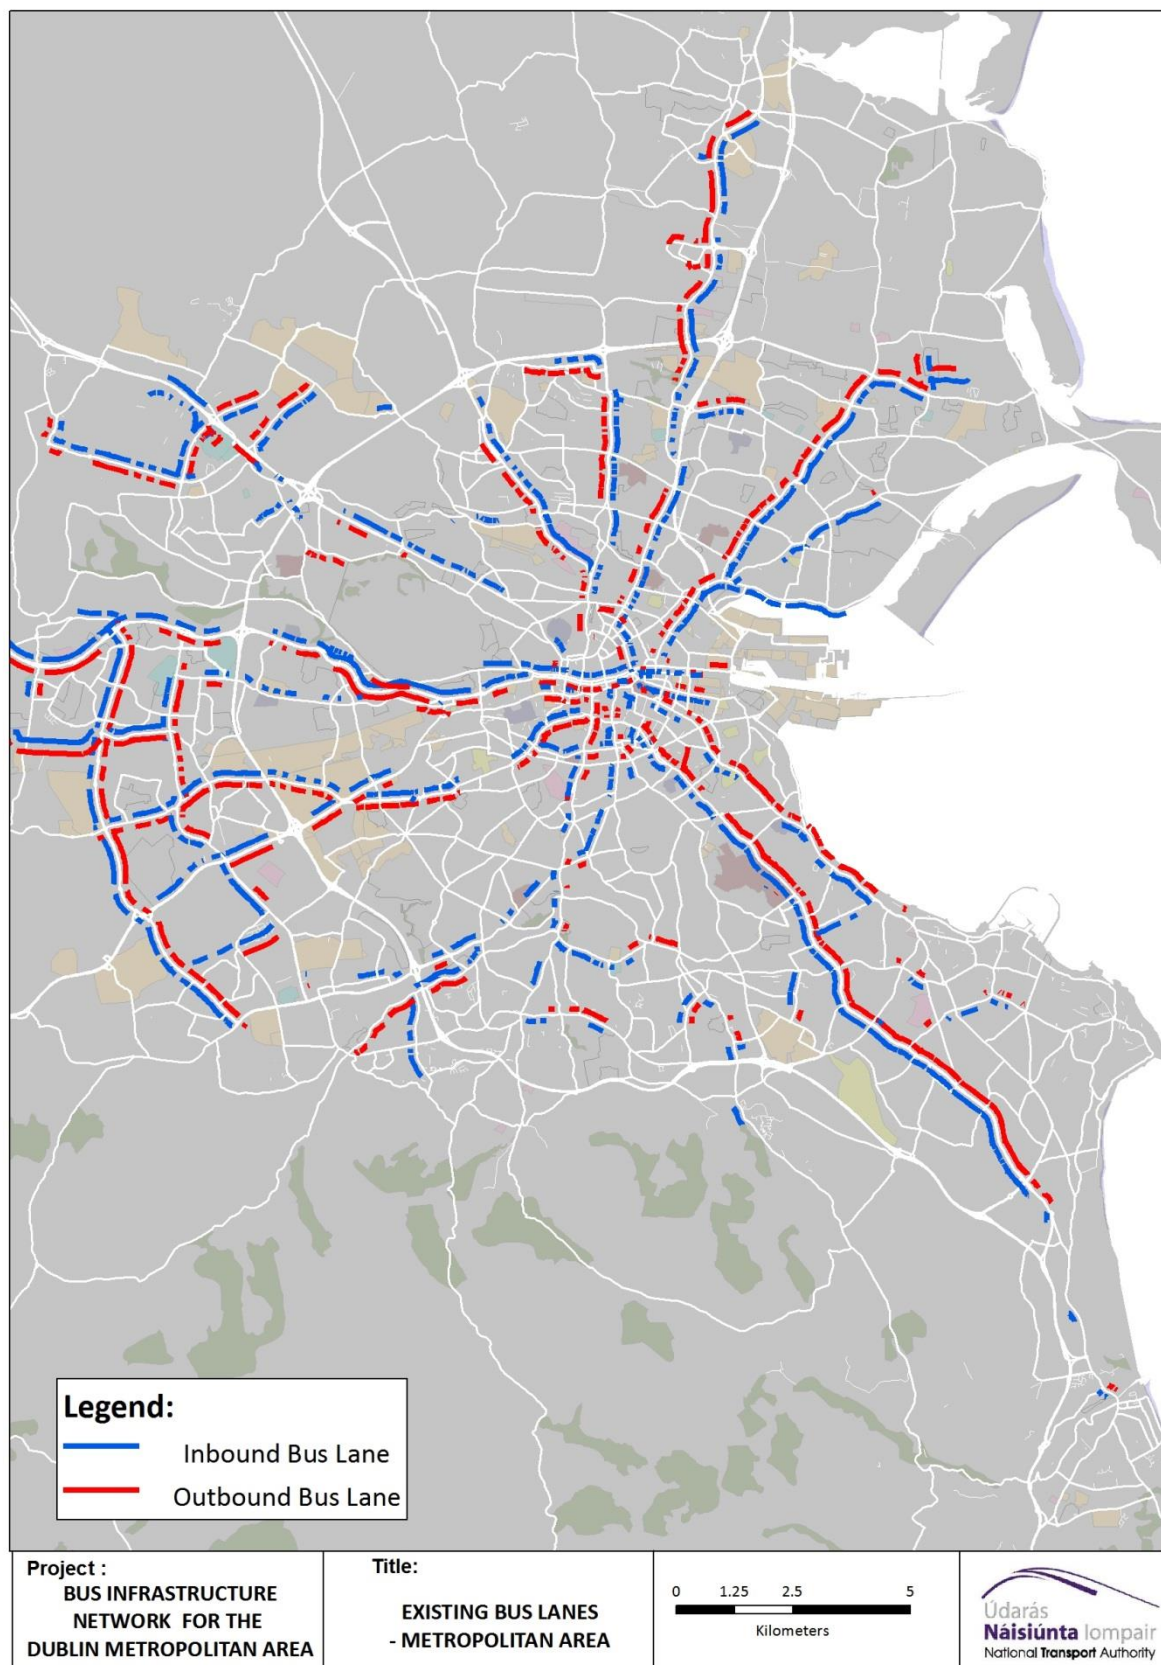 Legend:
Inbound Bus Lane
Outbound Bus Lane
Project :
BUS INFRASTRUCTURE
NETWORK FOR THE
DUBLIN METROPOLITAN AREA
Title:
EXISTING BUS LANES
- METROPOLITAN AREA
0 1.25 2.5 5
Kilometers
Údarás
Náisiúnta Iompair
National Transport Authority